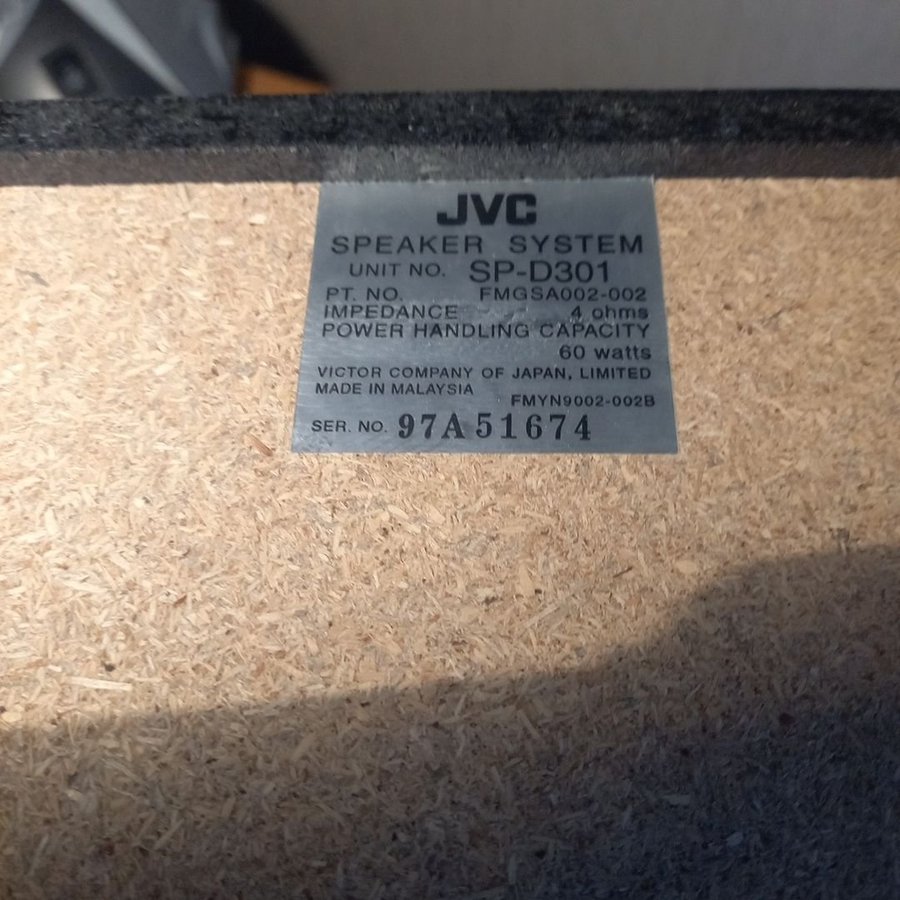 JVC
SPEAKER SYSTEM
UNIT NO. SP-D301
PT. NO. FMGSA002-002
IMPEDANCE 4 ohms
POWER HANDLING CAPACITY
60 watts
VICTOR COMPANY OF JAPAN, LIMITED
MADE IN MALAYSIA
FMYN9002-002B
SER. NO. 97A51674